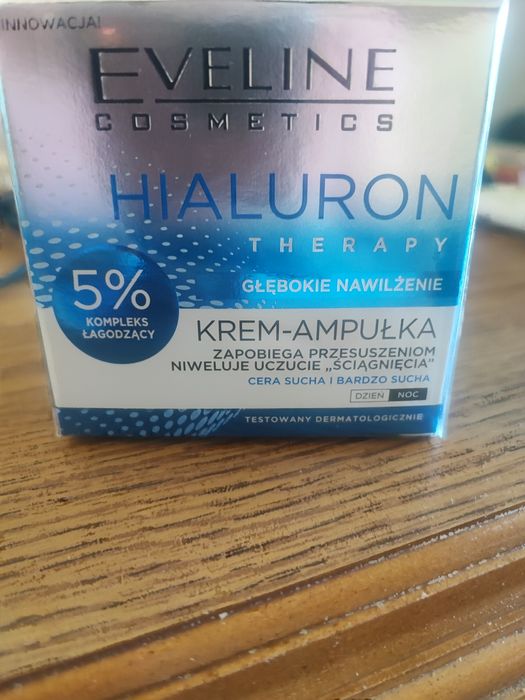 INNOWACJA!
EVELINE
COSMETICS
HIALURON
THERAPY
GŁĘBOKIE NAWILŻENIE
5%
KOMPLEKS
ŁAGODZĄCY
KREM-AMPUŁKA
ZAPOBIEGA PRZESUSZENIOM
NIWELUJE UCZUCIE „ŚCIĄGNIĘCIA”
CERA SUCHA I BARDZO SUCHA
DZIEŃ NOC
TESTOWANY DERMATOLOGICZNIE